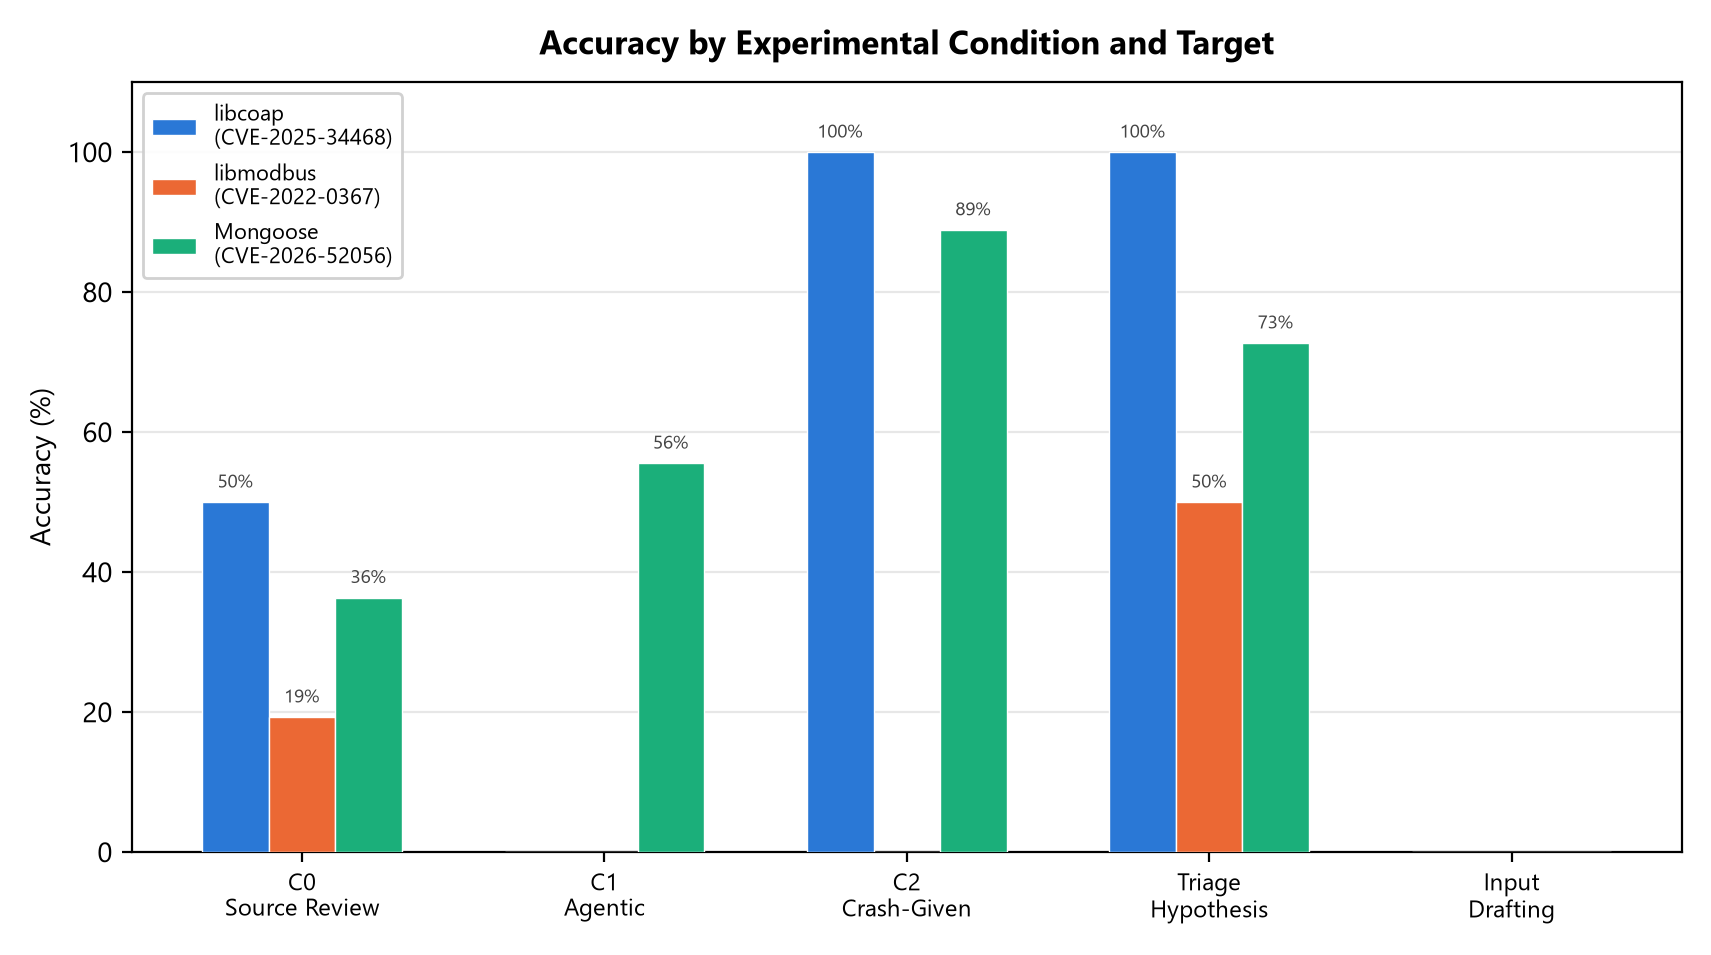 Accuracy by Experimental Condition and Target
libcoap
(CVE-2025-34468)
libmodbus
(CVE-2022-0367)
Mongoose
(CVE-2026-52056)
Accuracy (%)
100
80
60
40
20
0
50%
19%
36%
56%
100%
89%
100%
50%
73%
C0
Source Review
C1
Agentic
C2
Crash-Given
Triage
Hypothesis
Input
Drafting